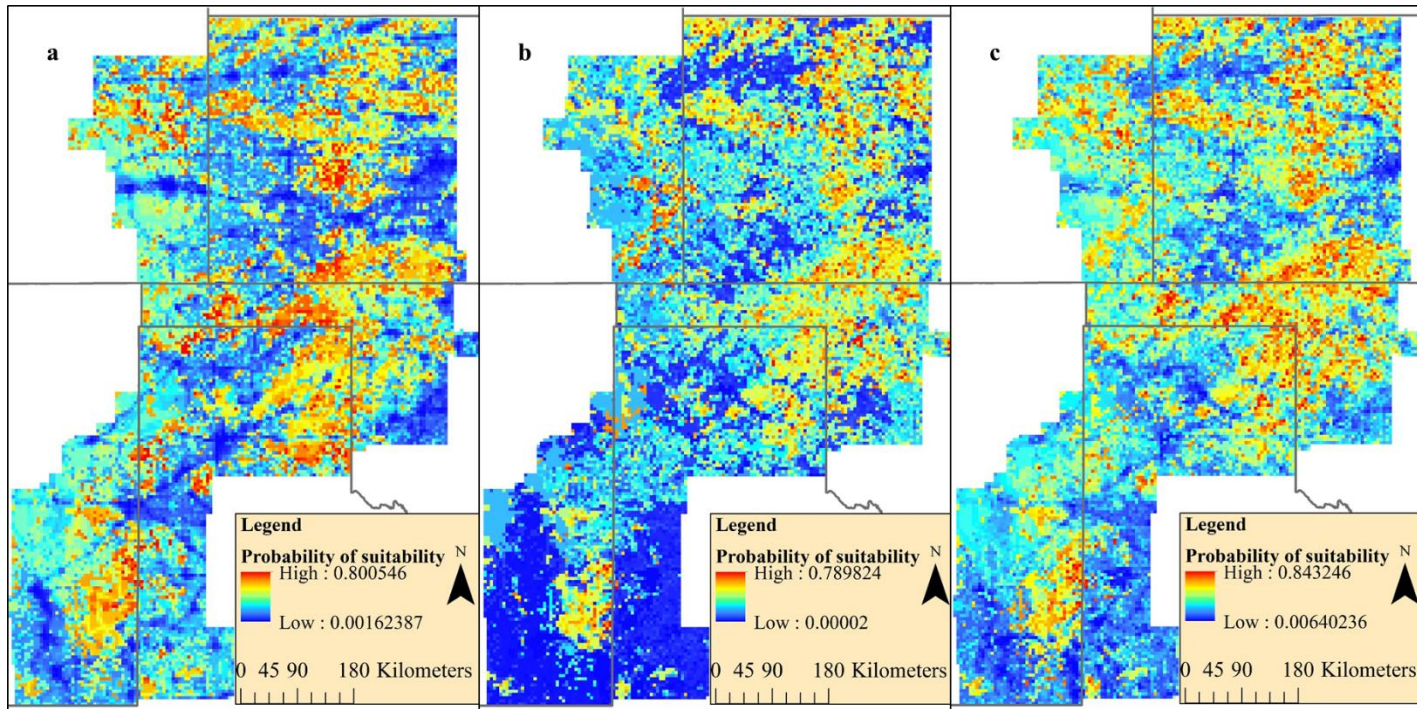 a
Legend
Probability of suitability
N
High : 0.800546
Low : 0.00162387
0 45 90 180 Kilometers
b
Legend
Probability of suitability
N
High : 0.789824
Low : 0.00002
0 45 90 180 Kilometers
c
Legend
Probability of suitability
N
High : 0.843246
Low : 0.00640236
0 45 90 180 Kilometers